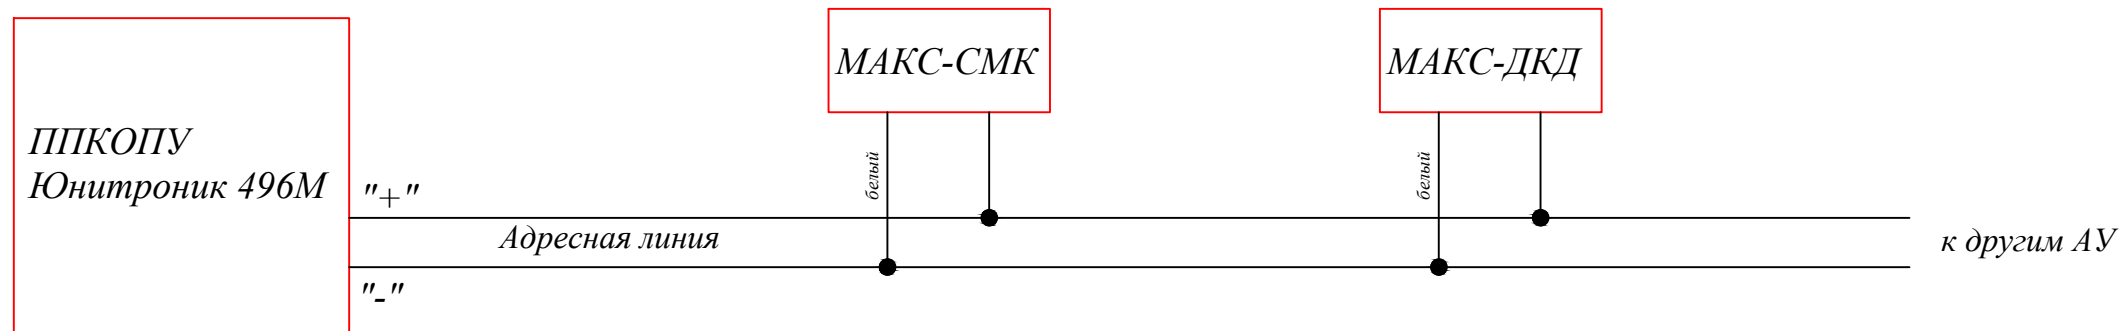 МАКС-СМК
МАКС-ДКД
ППКОПУ
Юнитроник 496М
"+"
белый
белый
Адресная линия
к другим АУ
"-"